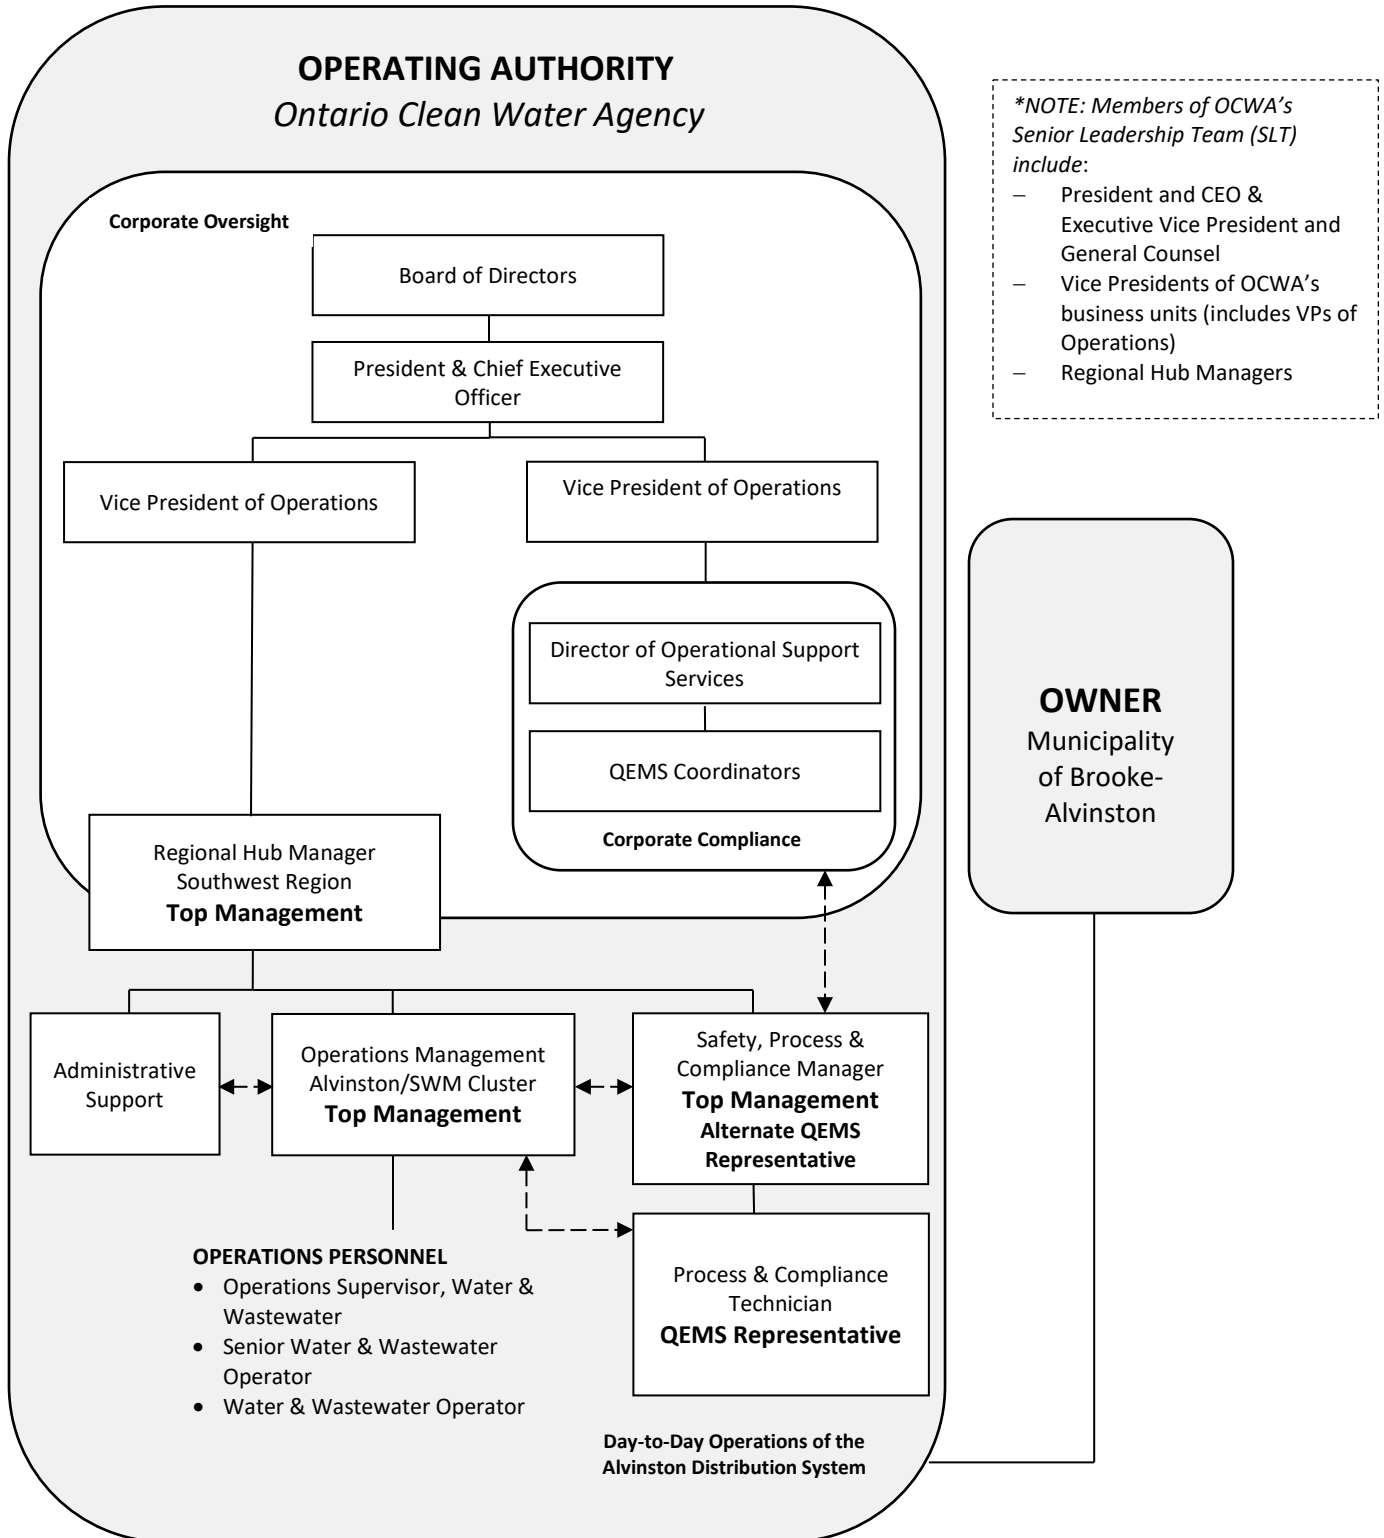 OPERATING AUTHORITY
Ontario Clean Water Agency
*NOTE: Members of OCWA's
Senior Leadership Team (SLT)
include:
– President and CEO &
Executive Vice President and
General Counsel
– Vice Presidents of OCWA's
business units (includes VPs of
Operations)
– Regional Hub Managers
Corporate Oversight
Board of Directors
President & Chief Executive
Officer
Vice President of Operations
Vice President of Operations
Director of Operational Support
Services
QEMS Coordinators
Corporate Compliance
OWNER
Municipality
of Brooke-
Alvinston
Regional Hub Manager
Southwest Region
Top Management
Administrative
Support
Operations Management
Alvinston/SWM Cluster
Top Management
Safety, Process &
Compliance Manager
Top Management
Alternate QEMS
Representative
OPERATIONS PERSONNEL
• Operations Supervisor, Water &
Wastewater
• Senior Water & Wastewater
Operator
• Water & Wastewater Operator
Process & Compliance
Technician
QEMS Representative
Day-to-Day Operations of the
Alvinston Distribution System